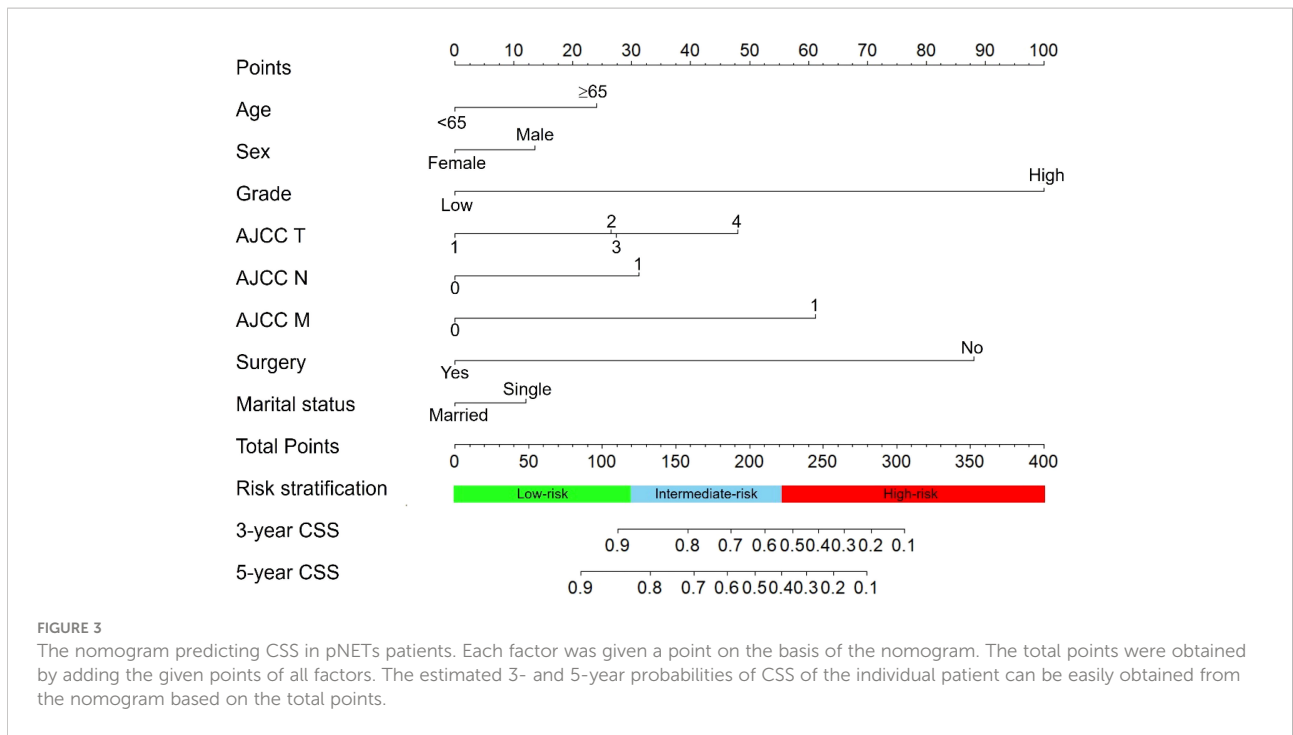 0 10 20 30 40 50 60 70 80 90 100
Points
≥65
Age
<65
Male
Sex
Female
High
Grade
Low
2 4
AJCC T
1 3
1
AJCC N
0
1
AJCC M
0
No
Surgery
Yes
Single
Marital status
Married
Total Points
0 50 100 150 200 250 300 350 400
Risk stratification Low-risk Intermediate-risk High-risk
3-year CSS
0.9 0.8 0.7 0.6 0.5 0.4 0.3 0.2 0.1
5-year CSS
0.9 0.8 0.7 0.6 0.5 0.4 0.3 0.2 0.1
FIGURE 3
The nomogram predicting CSS in pNETs patients. Each factor was given a point on the basis of the nomogram. The total points were obtained
by adding the given points of all factors. The estimated 3- and 5-year probabilities of CSS of the individual patient can be easily obtained from
the nomogram based on the total points.